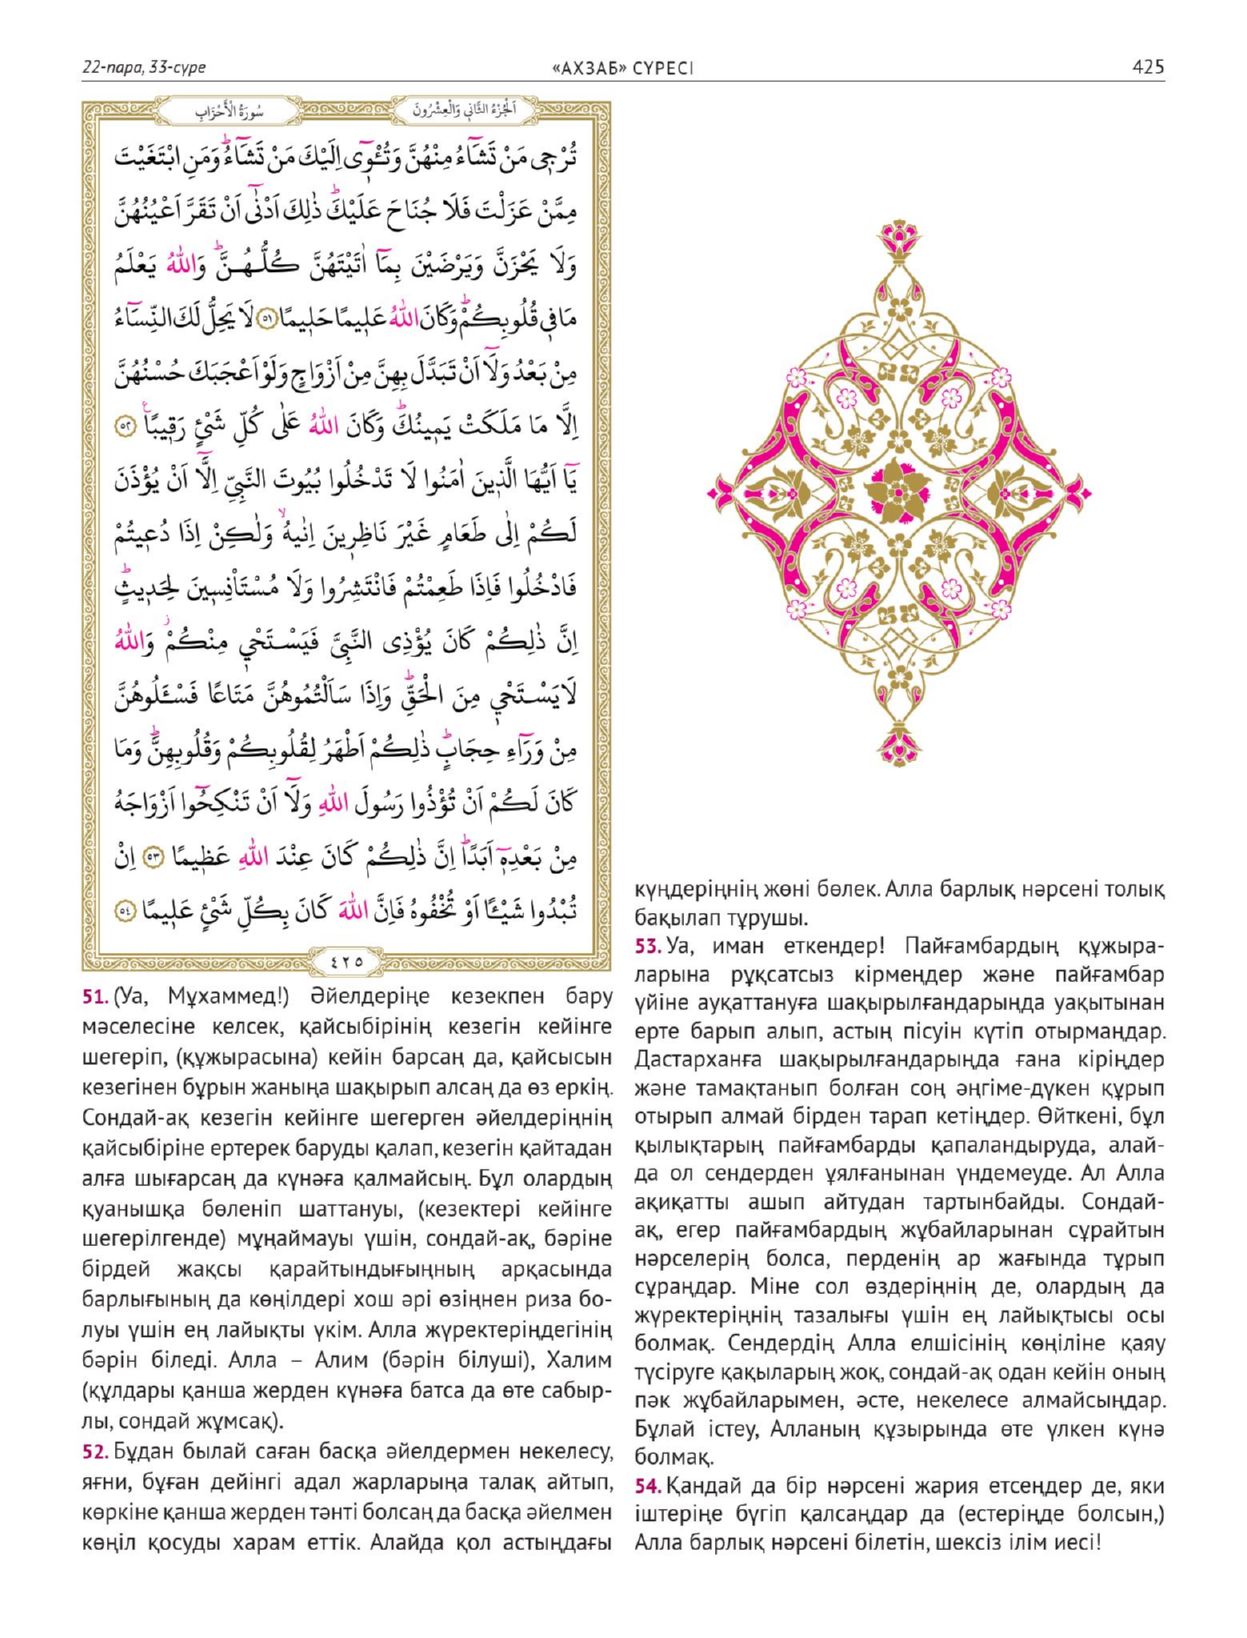 22-пара, 33-сүре
«АХЗАБ» СҮРЕСІ
425
سُورَةُ الْأَحْزَابِ
اَلْجُزْءُ الثَّانِي وَالْعِشْرُونَ
تُرْجِي مَنْ تَشَٓاءُ مِنْهُنَّ وَتُـْٔوِٓي اِلَيْكَ مَنْ تَشَٓاءُۜ وَمَنِ ابْتَغَيْتَ
مِمَّنْ عَزَلْتَ فَلَا جُنَاحَ عَلَيْكَۜ ذٰلِكَ اَدْنٰٓى اَنْ تَقَرَّ اَعْيُنُهُنَّ
وَلَا يَحْزَنَّ وَيَرْضَيْنَ بِمَٓا اٰتَيْتَهُنَّ كُلُّهُنَّۜ وَاللّٰهُ يَعْلَمُ
مَا فِي قُلُوبِكُمْۜ وَكَانَ اللّٰهُ عَلِيمًا حَلِيمًا ﴿٥١﴾ لَا يَحِلُّ لَكَ النِّسَٓاءُ
مِنْ بَعْدُ وَلَٓا اَنْ تَبَدَّلَ بِهِنَّ مِنْ اَزْوَاجٍ وَلَوْ اَعْجَبَكَ حُسْنُهُنَّ
اِلَّا مَا مَلَكَتْ يَمِينُكَۜ وَكَانَ اللّٰهُ عَلٰى كُلِّ شَيْءٍ رَقِيبًا ﴿٥٢﴾
يَٓا اَيُّهَا الَّذِينَ اٰمَنُوا لَا تَدْخُلُوا بُيُوتَ النَّبِيِّ اِلَّٓا اَنْ يُؤْذَنَ
لَكُمْ اِلٰى طَعَامٍ غَيْرَ نَاظِرِينَ اِنٰيهُۙ وَلٰكِنْ اِذَا دُعِيتُمْ
فَادْخُلُوا فَاِذَا طَعِمْتُمْ فَانْتَشِرُوا وَلَا مُسْتَأْنِسِينَ لِحَدِيثٍۜ
اِنَّ ذٰلِكُمْ كَانَ يُؤْذِي النَّبِيَّ فَيَسْتَحْيِ مِنْكُمْۘ وَاللّٰهُ
لَا يَسْتَحْيِ مِنَ الْحَقِّۜ وَاِذَا سَاَلْتُمُوهُنَّ مَتَاعًا فَسْـَٔلُوهُنَّ
مِنْ وَرَٓاءِ حِجَابٍۜ ذٰلِكُمْ اَطْهَرُ لِقُلُوبِكُمْ وَقُلُوبِهِنَّۜ وَمَا
كَانَ لَكُمْ اَنْ تُؤْذُوا رَسُولَ اللّٰهِ وَلَٓا اَنْ تَنْكِحُٓوا اَزْوَاجَهُ
مِنْ بَعْدِهِٓ اَبَدًاۜ اِنَّ ذٰلِكُمْ كَانَ عِنْدَ اللّٰهِ عَظِيمًا ﴿٥٣﴾ اِنْ
تُبْدُوا شَيْـًٔا اَوْ تُخْفُوهُ فَاِنَّ اللّٰهَ كَانَ بِكُلِّ شَيْءٍ عَلِيمًا ﴿٥٤﴾
٤٢٥
51. (Уа, Мұхаммед!) Әйелдеріңе кезекпен бару
мәселесіне келсек, қайсыбірінің кезегін кейінге
шегеріп, (құжырасына) кейін барсаң да, қайсысын
кезегінен бұрын жаныңа шақырып алсаң да өз еркің.
Сондай-ақ кезегін кейінге шегерген әйелдеріңнің
қайсыбіріне ертерек баруды қалап, кезегін қайтадан
алға шығарсаң да күнәға қалмайсың. Бұл олардың
қуанышқа бөленіп шаттануы, (кезектері кейінге
шегерілгенде) мұңаймауы үшін, сондай-ақ, бәріне
бірдей жақсы қарайтындығыңның арқасында
барлығының да көңілдері хош әрі өзіңнен риза бо-
луы үшін ең лайықты үкім. Алла жүректеріңдегінің
бәрін біледі. Алла – Алим (бәрін білуші), Халим
(құлдары қанша жерден күнәға батса да өте сабыр-
лы, сондай жұмсақ).
52. Бұдан былай саған басқа әйелдермен некелесу,
яғни, бұған дейінгі адал жарларыңа талақ айтып,
көркіне қанша жерден тәнті болсаң да басқа әйелмен
көңіл қосуды харам еттік. Алайда қол астыңдағы
күңдеріңнің жөні бөлек. Алла барлық нәрсені толық
бақылап тұрушы.
53. Уа, иман еткендер! Пайғамбардың құжыра-
ларына рұқсатсыз кірмеңдер және пайғамбар
үйіне ауқаттануға шақырылғандарыңда уақытынан
ерте барып алып, астың пісуін күтіп отырмаңдар.
Дастарханға шақырылғандарыңда ғана кіріңдер
және тамақтанып болған соң әңгіме-дүкен құрып
отырып алмай бірден тарап кетіңдер. Өйткені, бұл
қылықтарың пайғамбарды қапаландыруда, алай-
да ол сендерден ұялғанынан үндемеуде. Ал Алла
ақиқатты ашып айтудан тартынбайды. Сондай-
ақ, егер пайғамбардың жұбайларынан сұрайтын
нәрселерің болса, перденің ар жағында тұрып
сұраңдар. Міне сол өздеріңнің де, олардың да
жүректеріңнің тазалығы үшін ең лайықтысы осы
болмақ. Сендердің Алла елшісінің көңіліне қаяу
түсіруге қақыларың жоқ, сондай-ақ одан кейін оның
пәк жұбайларымен, әсте, некелесе алмайсыңдар.
Бұлай істеу, Алланың құзырында өте үлкен күнә
болмақ.
54. Қандай да бір нәрсені жария етсеңдер де, яки
іштеріңе бүгіп қалсаңдар да (естеріңде болсын,)
Алла барлық нәрсені білетін, шексіз ілім иесі!